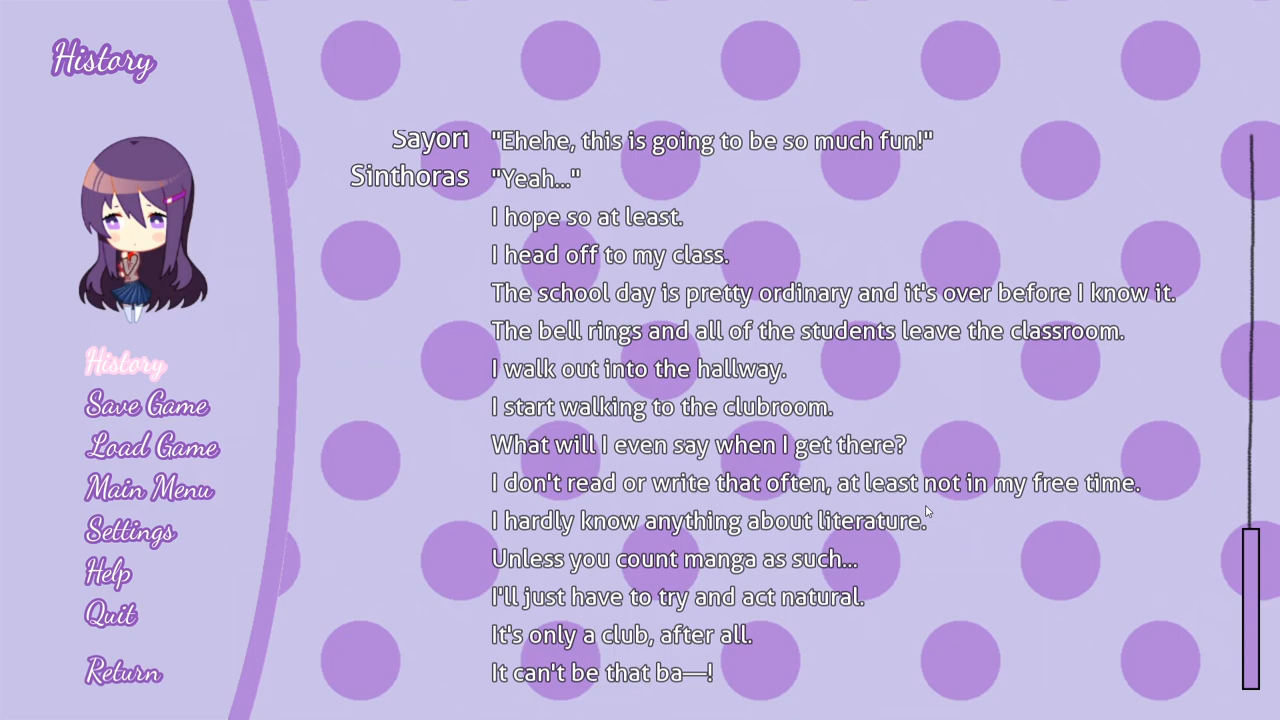 History
Sayori "Ehehe, this is going to be so much fun!"
Sinthoras "Yeah..."
I hope so at least.
I head off to my class.
The school day is pretty ordinary and it's over before I know it.
The bell rings and all of the students leave the classroom.
I walk out into the hallway.
I start walking to the clubroom.
What will I even say when I get there?
I don't read or write that often, at least not in my free time.
I hardly know anything about literature.
Unless you count manga as such...
I'll just have to try and act natural.
It's only a club, after all.
It can't be that ba—!
History
Save Game
Load Game
Main Menu
Settings
Help
Quit
Return